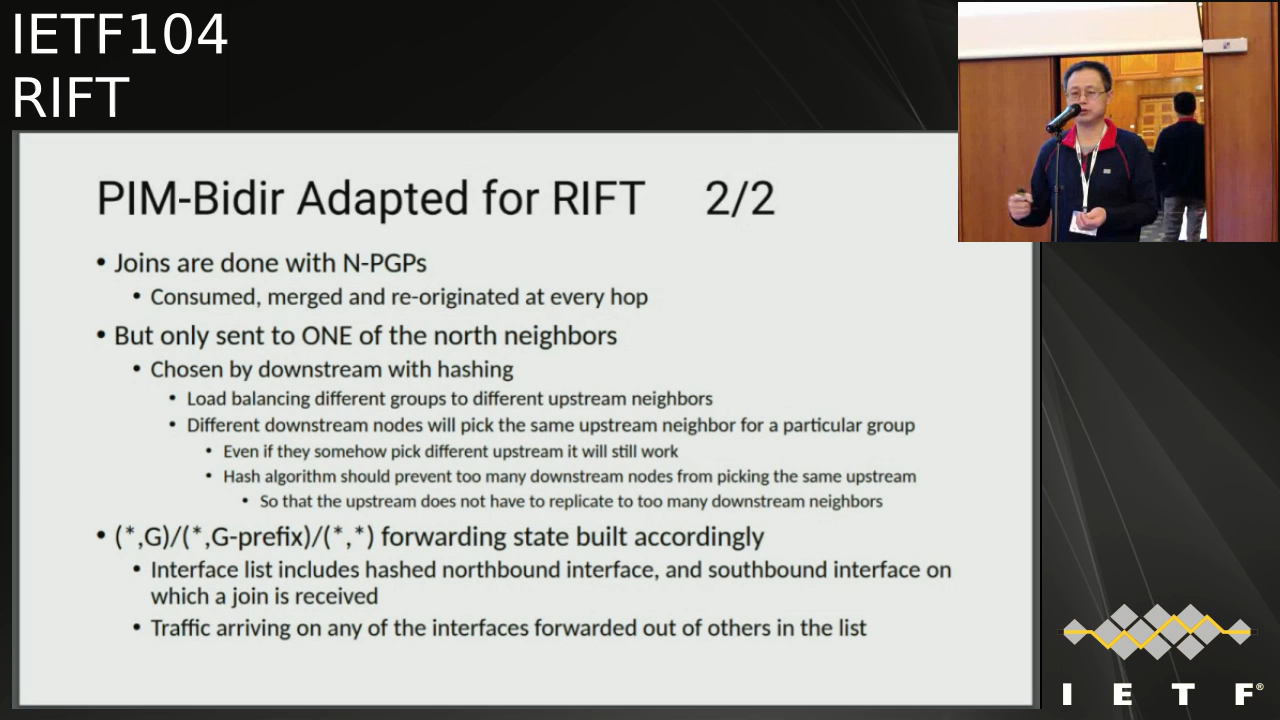 IETF104
RIFT
PIM-Bidir Adapted for RIFT 2/2
• Joins are done with N-PGPs
• Consumed, merged and re-originated at every hop
• But only sent to ONE of the north neighbors
• Chosen by downstream with hashing
• Load balancing different groups to different upstream neighbors
• Different downstream nodes will pick the same upstream neighbor for a particular group
• Even if they somehow pick different upstream it will still work
• Hash algorithm should prevent too many downstream nodes from picking the same upstream
• So that the upstream does not have to replicate to too many downstream neighbors
• (*,G)/(*,G-prefix)/(*,*) forwarding state built accordingly
• Interface list includes hashed northbound interface, and southbound interface on
which a join is received
• Traffic arriving on any of the interfaces forwarded out of others in the list
I E T F®